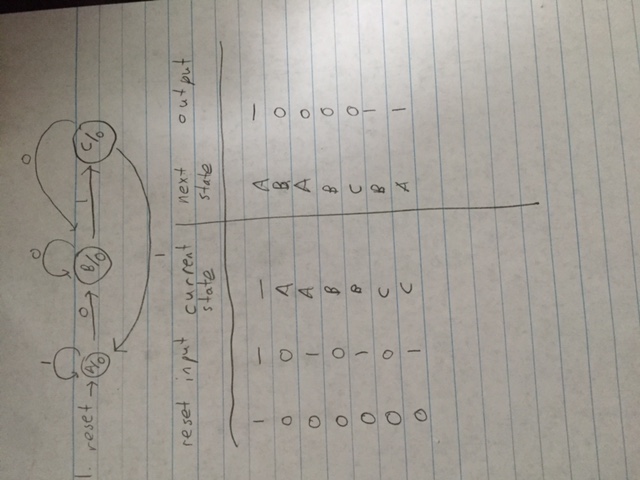 1 0 0
1. reset A/0 0 B/0 1 C/0
1
reset input current state next state output
1 — — A —
0 0 A B 0
0 1 A A 0
0 0 B B 0
0 1 B C 0
0 0 C B 1
0 1 C A 1